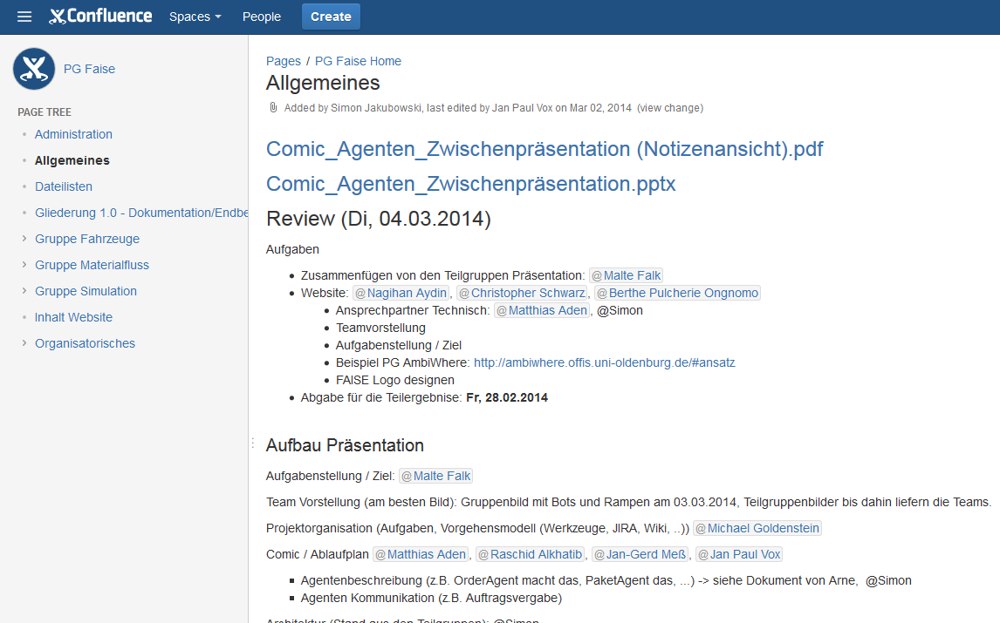 Confluence Spaces People Create
PG Faise
PAGE TREE
Administration
Allgemeines
Dateilisten
Gliederung 1.0 - Dokumentation/Endbe
Gruppe Fahrzeuge
Gruppe Materialfluss
Gruppe Simulation
Inhalt Website
Organisatorisches
Pages / PG Faise Home
Allgemeines
Added by Simon Jakubowski, last edited by Jan Paul Vox on Mar 02, 2014 (view change)
Comic_Agenten_Zwischenpräsentation (Notizenansicht).pdf
Comic_Agenten_Zwischenpräsentation.pptx
Review (Di, 04.03.2014)
Aufgaben
• Zusammenfügen von den Teilgruppen Präsentation: @Malte Falk
• Website: @Nagihan Aydin, @Christopher Schwarz, @Berthe Pulcherie Ongnomo
• Ansprechpartner Technisch: @Matthias Aden, @Simon
• Teamvorstellung
• Aufgabenstellung / Ziel
• Beispiel PG AmbiWhere: http://ambiwhere.offis.uni-oldenburg.de/#ansatz
• FAISE Logo designen
• Abgabe für die Teilergebnise: Fr, 28.02.2014
Aufbau Präsentation
Aufgabenstellung / Ziel: @Malte Falk
Team Vorstellung (am besten Bild): Gruppenbild mit Bots und Rampen am 03.03.2014, Teilgruppenbilder bis dahin liefern die Teams.
Projektorganisation (Aufgaben, Vorgehensmodell (Werkzeuge, JIRA, Wiki, ..)) @Michael Goldenstein
Comic / Ablaufplan @Matthias Aden, @Raschid Alkhatib, @Jan-Gerd Meß, @Jan Paul Vox
▪ Agentenbeschreibung (z.B. OrderAgent macht das, PaketAgent das, ...) -> siehe Dokument von Arne, @Simon
▪ Agenten Kommunikation (z.B. Auftragsvergabe)
Architektur (Stand aus den Teilgruppen): @Simon